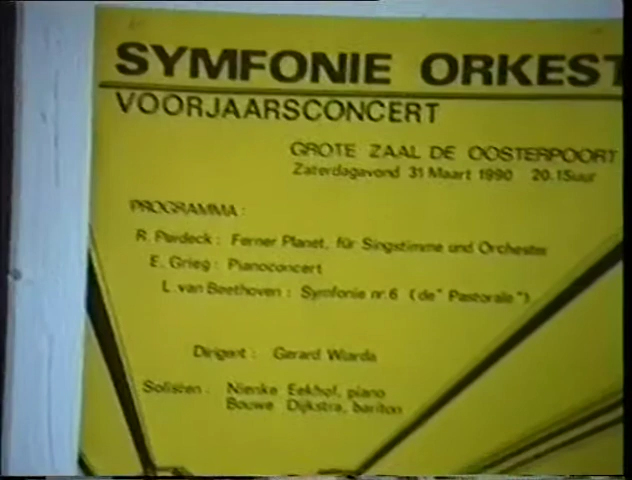 SYMFONIE ORKEST
VOORJAARSCONCERT
GROTE ZAAL DE OOSTERPOORT
Zaterdagavond 31 Maart 1990 20.15uur
PROGRAMMA:
R. Pardeck: Ferner Planet, für Singstimme und Orchester
E. Grieg: Pianoconcert
L. van Beethoven: Symfonie nr. 6 (de "Pastorale")
Dirigent: Gerard Wiarda
Solisten: Nienke Eekhof, piano
Bouwe Dijkstra, bariton